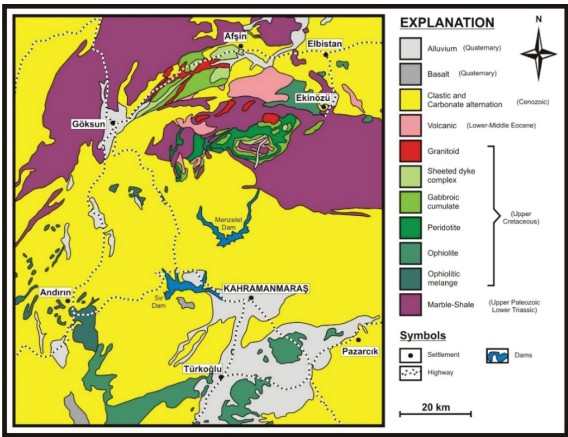 Afşin
Elbistan
Ekinözü
Göksun
Menzelet
Dam
Andırın
Sır
Dam
KAHRAMANMARAŞ
Pazarcık
Türkoğlu
EXPLANATION
N
Alluvium (Quaternary)
Basalt (Quaternary)
Clastic and
Carbonate alternation (Cenozoic)
Volcanic (Lower-Middle Eocene)
Granitoid
Sheeted dyke
complex
Gabbroic
cumulate
Peridotite
Ophiolite
Ophiolitic
melange
(Upper
Cretaceous)
Marble-Shale (Upper Paleozoic
Lower Triassic)
Symbols
Settlement
Dams
Highway
20 km